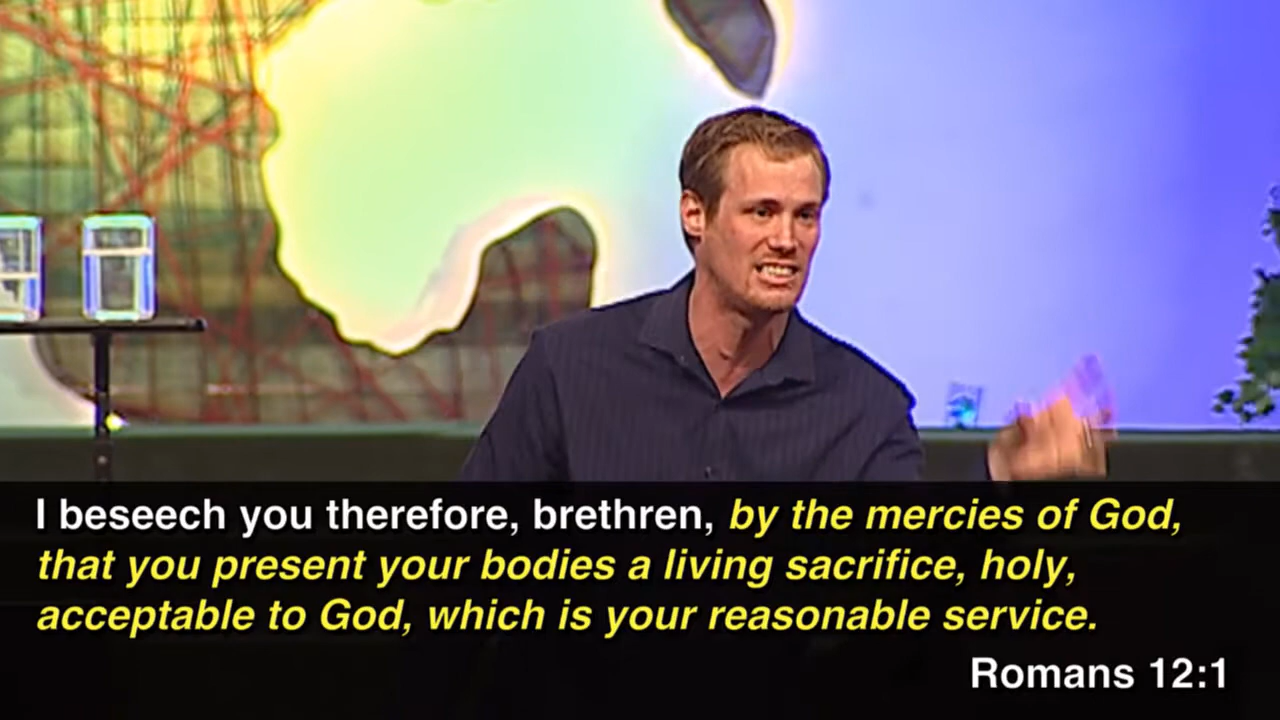 I beseech you therefore, brethren, by the mercies of God,
that you present your bodies a living sacrifice, holy,
acceptable to God, which is your reasonable service.
Romans 12:1